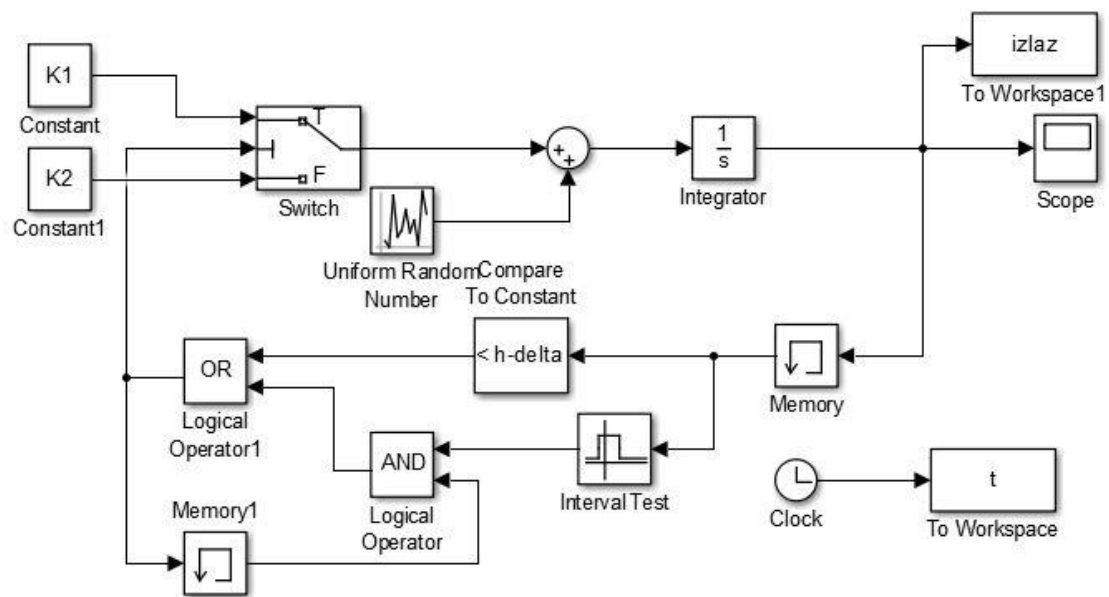 izlaz
To Workspace1
K1
Constant
T
F
Switch
K2
Constant1
+
+
1
s
Integrator
Scope
Uniform Random
Number
Compare
To Constant
< h-delta
OR
Logical
Operator1
Memory
AND
Logical
Operator
Interval Test
Clock
t
To Workspace
Memory1